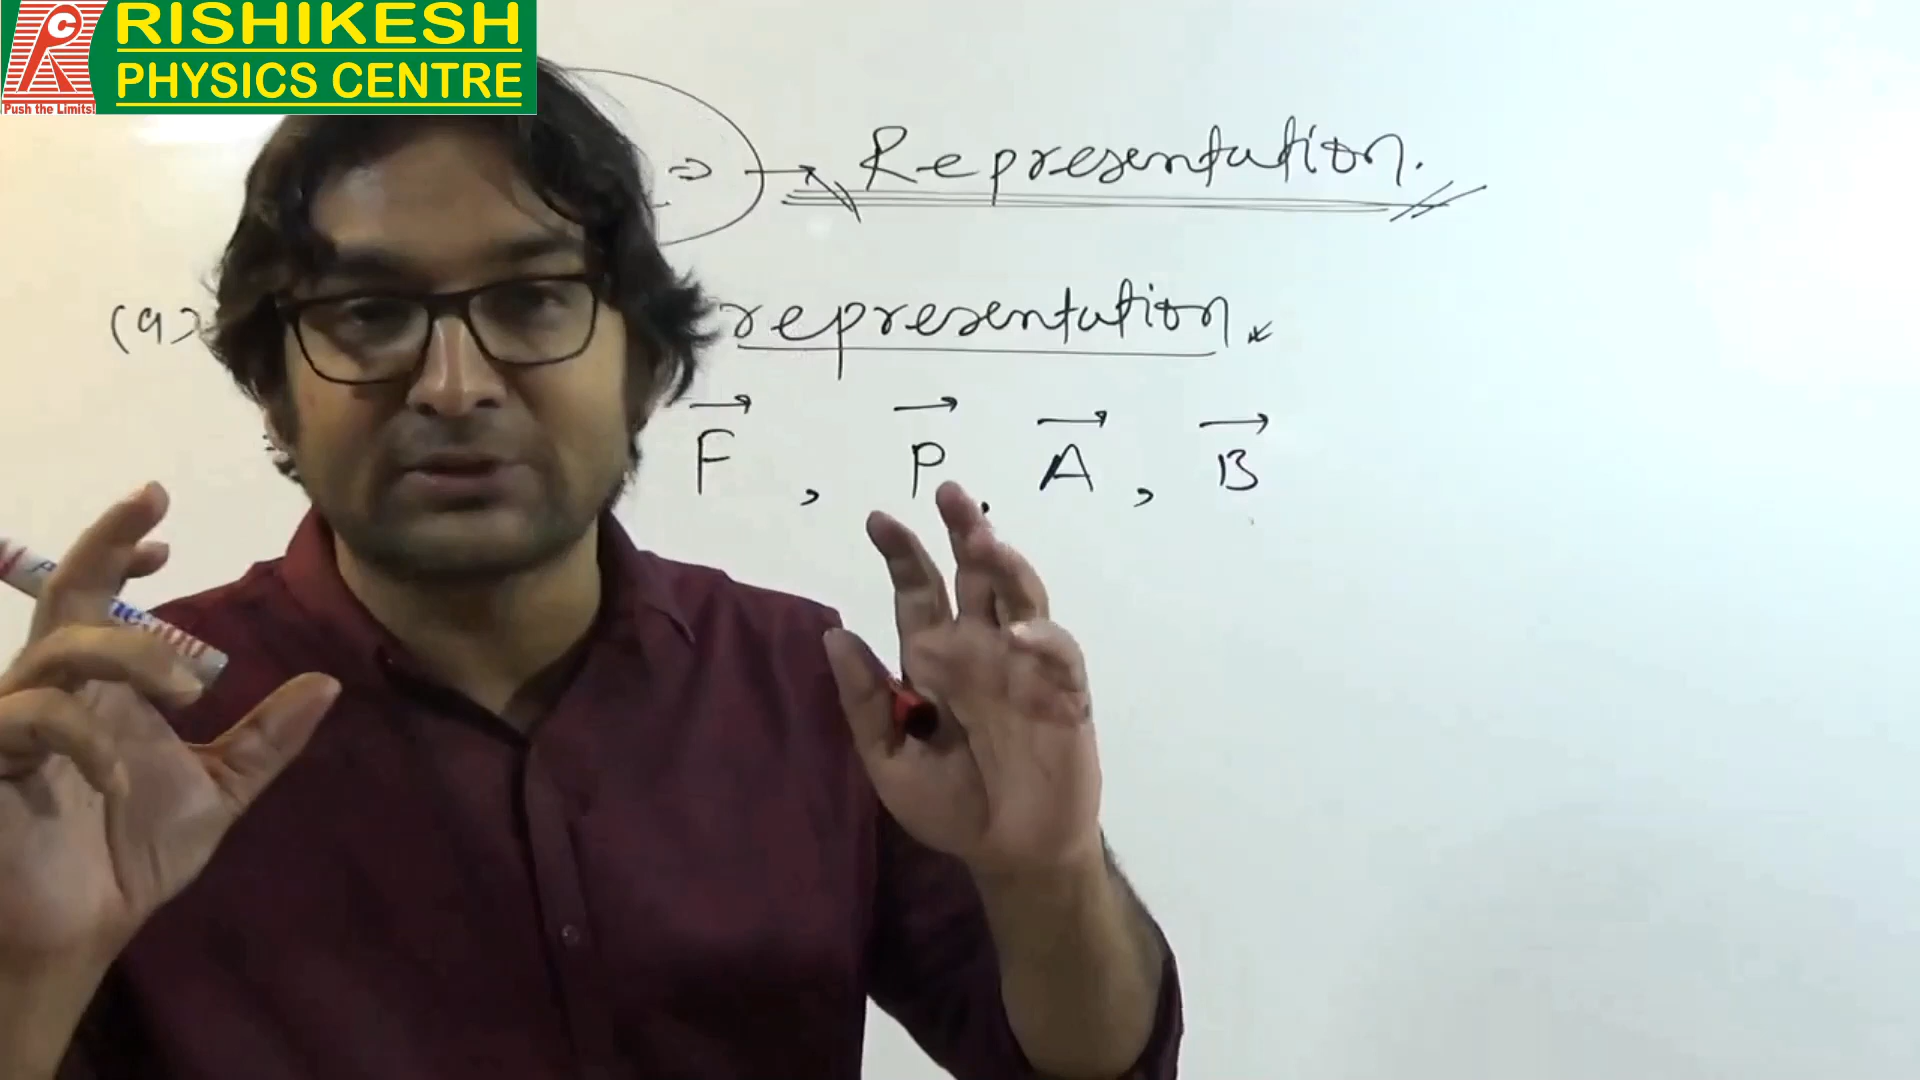 RISHIKESH
PHYSICS CENTRE
Push the Limits!
⇒ → Representation.
(a) representation.
F⃗ , P⃗ , A⃗ , B⃗